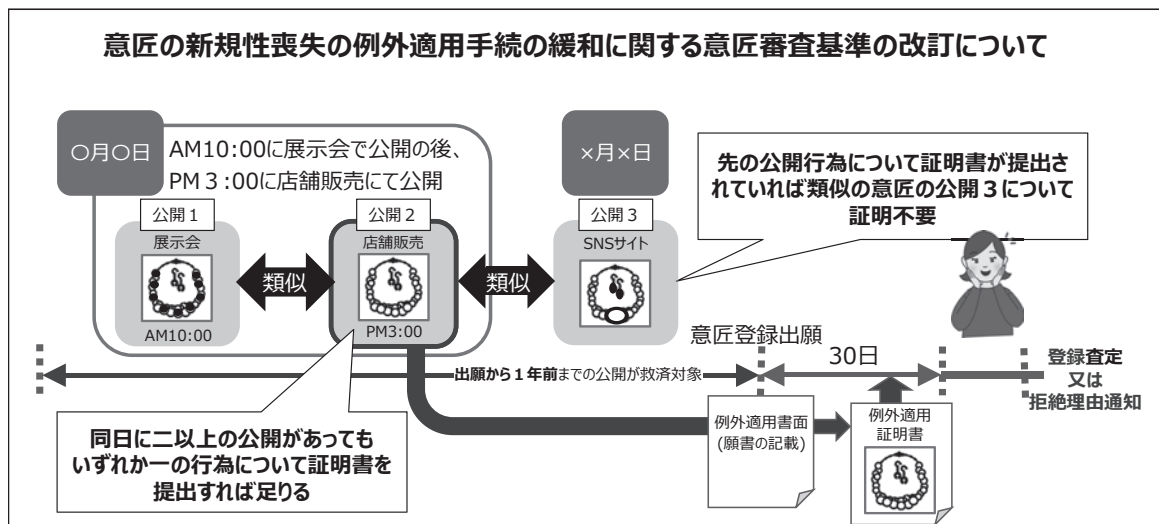 意匠の新規性喪失の例外適用手続の緩和に関する意匠審査基準の改訂について
〇月〇日
AM10:00に展示会で公開の後、
PM3:00に店舗販売にて公開
×月×日
先の公開行為について証明書が提出さ
れていれば類似の意匠の公開3について
証明不要
公開1
展示会
AM10:00
類似
公開2
店舗販売
PM3:00
類似
公開3
SNSサイト
意匠登録出願
30日
出願から1年前までの公開が救済対象
登録査定
又は
拒絶理由通知
同日に二以上の公開があっても
いずれか一の行為について証明書を
提出すれば足りる
例外適用書面
(願書の記載)
例外適用
証明書